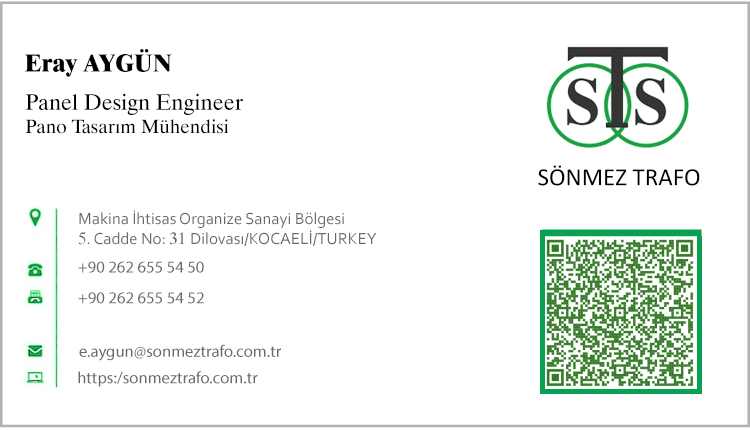 Eray AYGÜN
Panel Design Engineer
Pano Tasarım Mühendisi
STS
SÖNMEZ TRAFO
Makina İhtisas Organize Sanayi Bölgesi
5. Cadde No: 31 Dilovası/KOCAELİ/TURKEY
+90 262 655 54 50
+90 262 655 54 52
e.aygun@sonmeztrafo.com.tr
https:/sonmeztrafo.com.tr